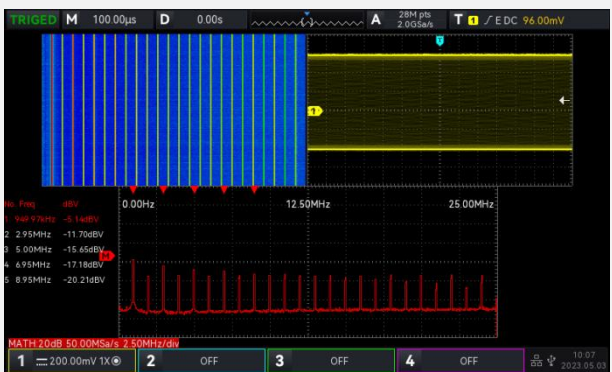 TRIGED M 100.00µs D 0.00s A 28M pts 2.0GSa/s T 1 E DC 96.00mV
T
1
No. Freq dBV
1 949.97kHz -5.14dBV
2 2.95MHz -11.70dBV
3 5.00MHz -15.65dBV
4 6.95MHz -17.18dBV
5 8.95MHz -20.21dBV
0.00Hz 12.50MHz 25.00MHz
M
MATH 20dB 50.00MSa/s 2.50MHz/div
1 200.00mV 1X 2 OFF 3 OFF 4 OFF
10:07
2023.05.03